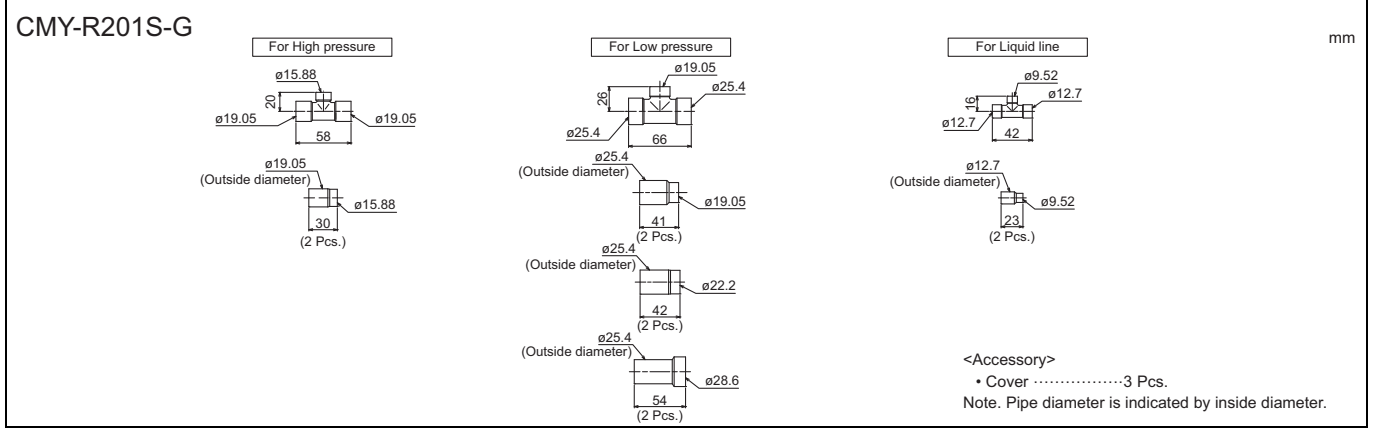 CMY-R201S-G
mm
For High pressure
ø15.88
20
ø19.05
ø19.05
58
ø19.05
(Outside diameter)
ø15.88
30
(2 Pcs.)
For Low pressure
ø19.05
26
ø25.4
ø25.4
66
ø25.4
(Outside diameter)
ø19.05
41
(2 Pcs.)
ø25.4
(Outside diameter)
ø22.2
42
(2 Pcs.)
ø25.4
(Outside diameter)
ø28.6
54
(2 Pcs.)
For Liquid line
ø9.52
16
ø12.7
ø12.7
42
ø12.7
(Outside diameter)
ø9.52
23
(2 Pcs.)
<Accessory>
• Cover ·················3 Pcs.
Note. Pipe diameter is indicated by inside diameter.